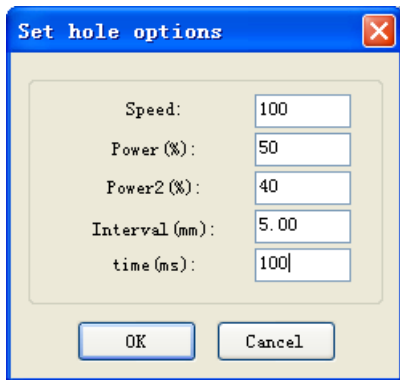 Set hole options
Speed: 100
Power(%): 50
Power2(%): 40
Interval(mm): 5.00
time(ms): 100
OK Cancel